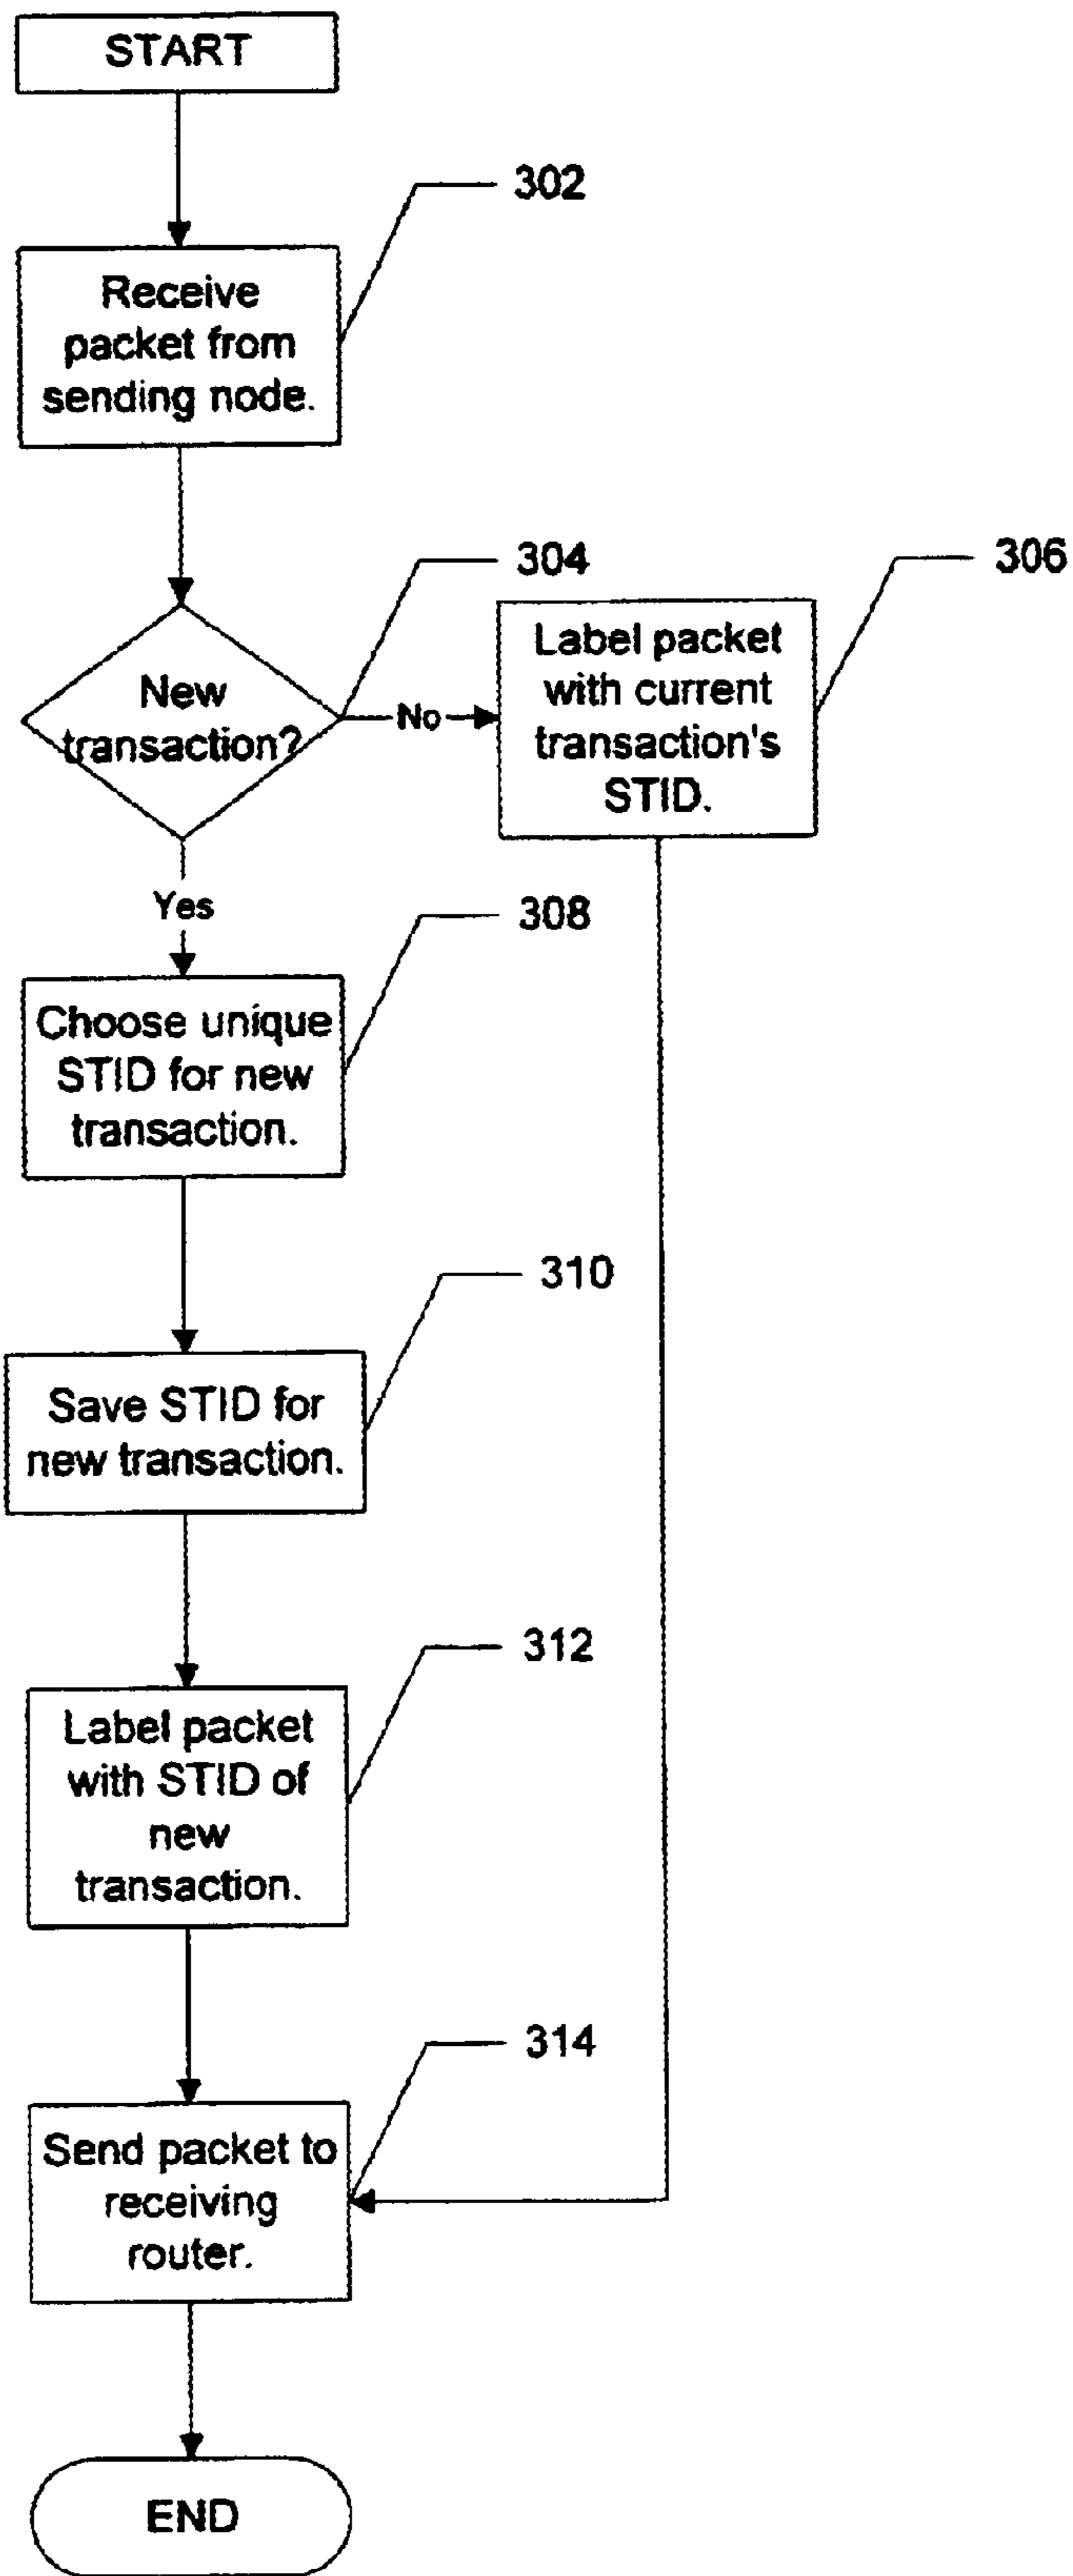 START
302
Receive
packet from
sending node.
304
306
New
transaction?
No
Label packet
with current
transaction's
STID.
Yes
308
Choose unique
STID for new
transaction.
310
Save STID for
new transaction.
312
Label packet
with STID of
new
transaction.
314
Send packet to
receiving
router.
END